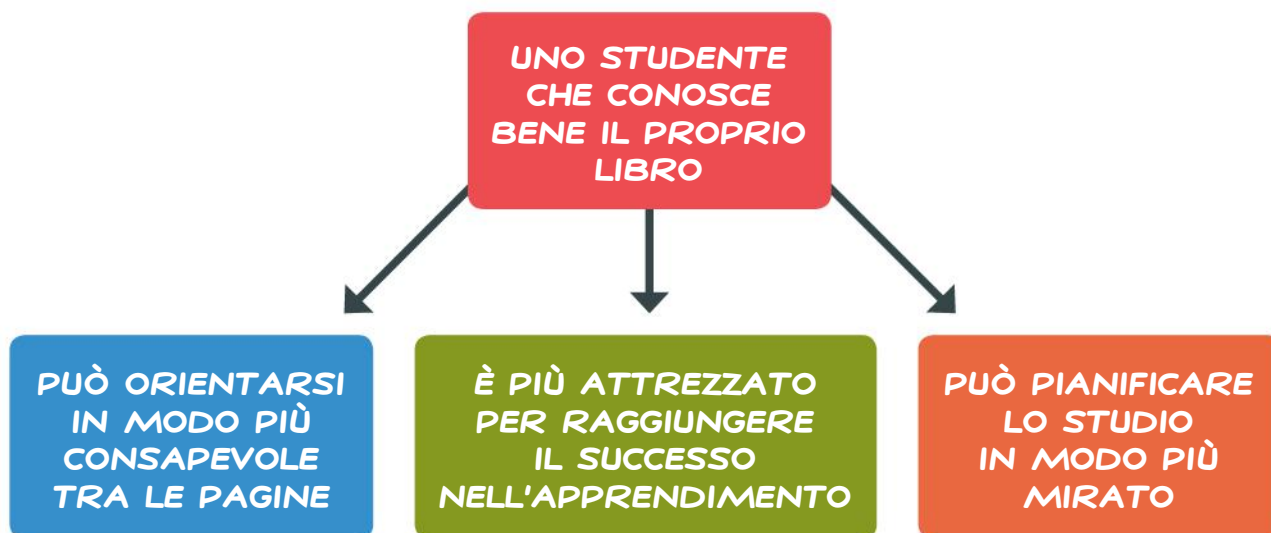 UNO STUDENTE
CHE CONOSCE
BENE IL PROPRIO
LIBRO
PUÒ ORIENTARSI
IN MODO PIÙ
CONSAPEVOLE
TRA LE PAGINE
È PIÙ ATTREZZATO
PER RAGGIUNGERE
IL SUCCESSO
NELL'APPRENDIMENTO
PUÒ PIANIFICARE
LO STUDIO
IN MODO PIÙ
MIRATO